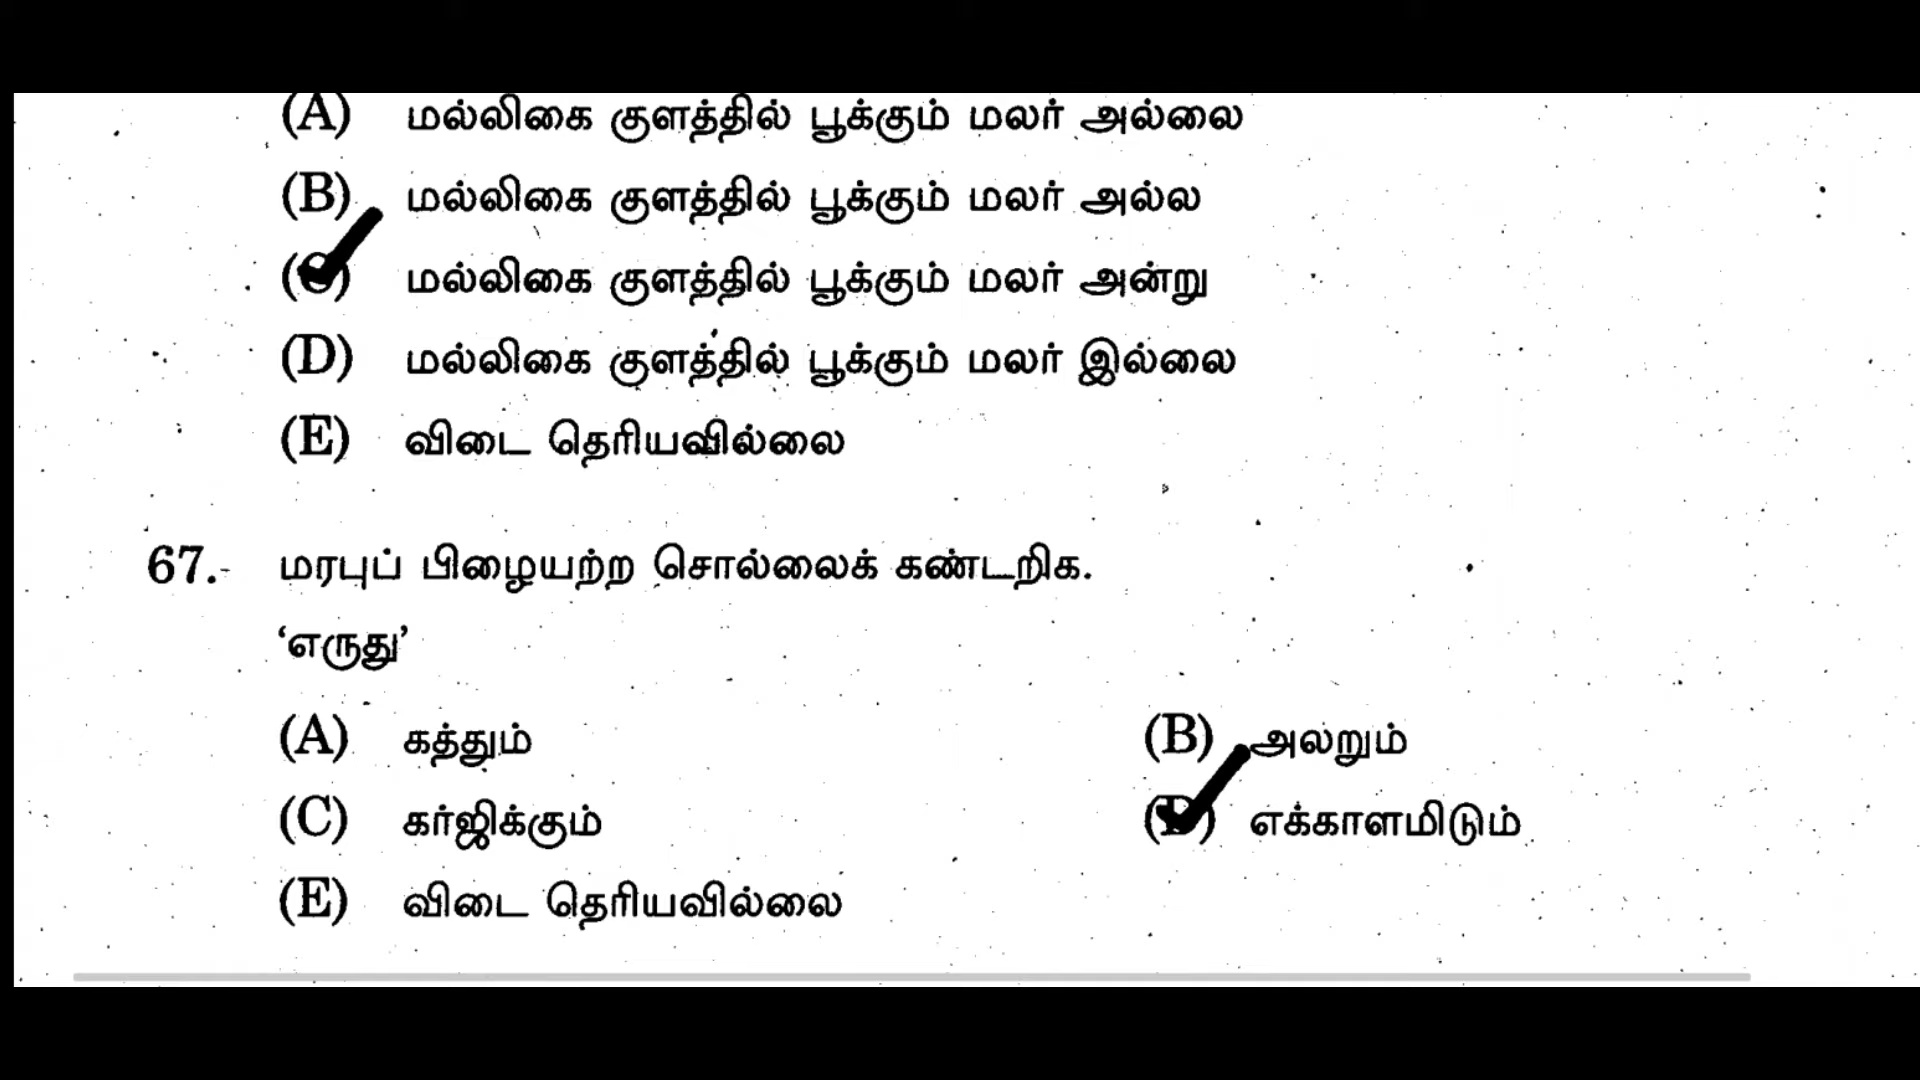 (A) மல்லிகை குளத்தில் பூக்கும் மலர் அல்லை
(B) மல்லிகை குளத்தில் பூக்கும் மலர் அல்ல
(C) மல்லிகை குளத்தில் பூக்கும் மலர் அன்று
(D) மல்லிகை குளத்தில் பூக்கும் மலர் இல்லை
(E) விடை தெரியவில்லை
67. மரபுப் பிழையற்ற சொல்லைக் கண்டறிக.
‘எருது’
(A) கத்தும் (B) அலறும்
(C) கர்ஜிக்கும் (D) எக்காளமிடும்
(E) விடை தெரியவில்லை